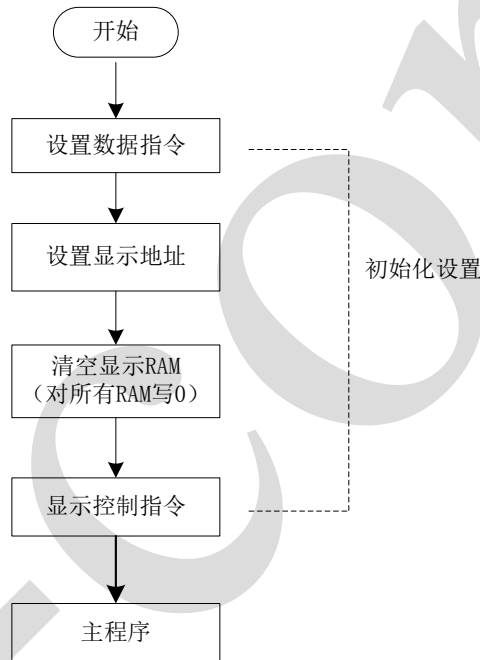 开始
设置数据指令
设置显示地址
初始化设置
清空显示RAM
（对所有RAM写0）
显示控制指令
主程序